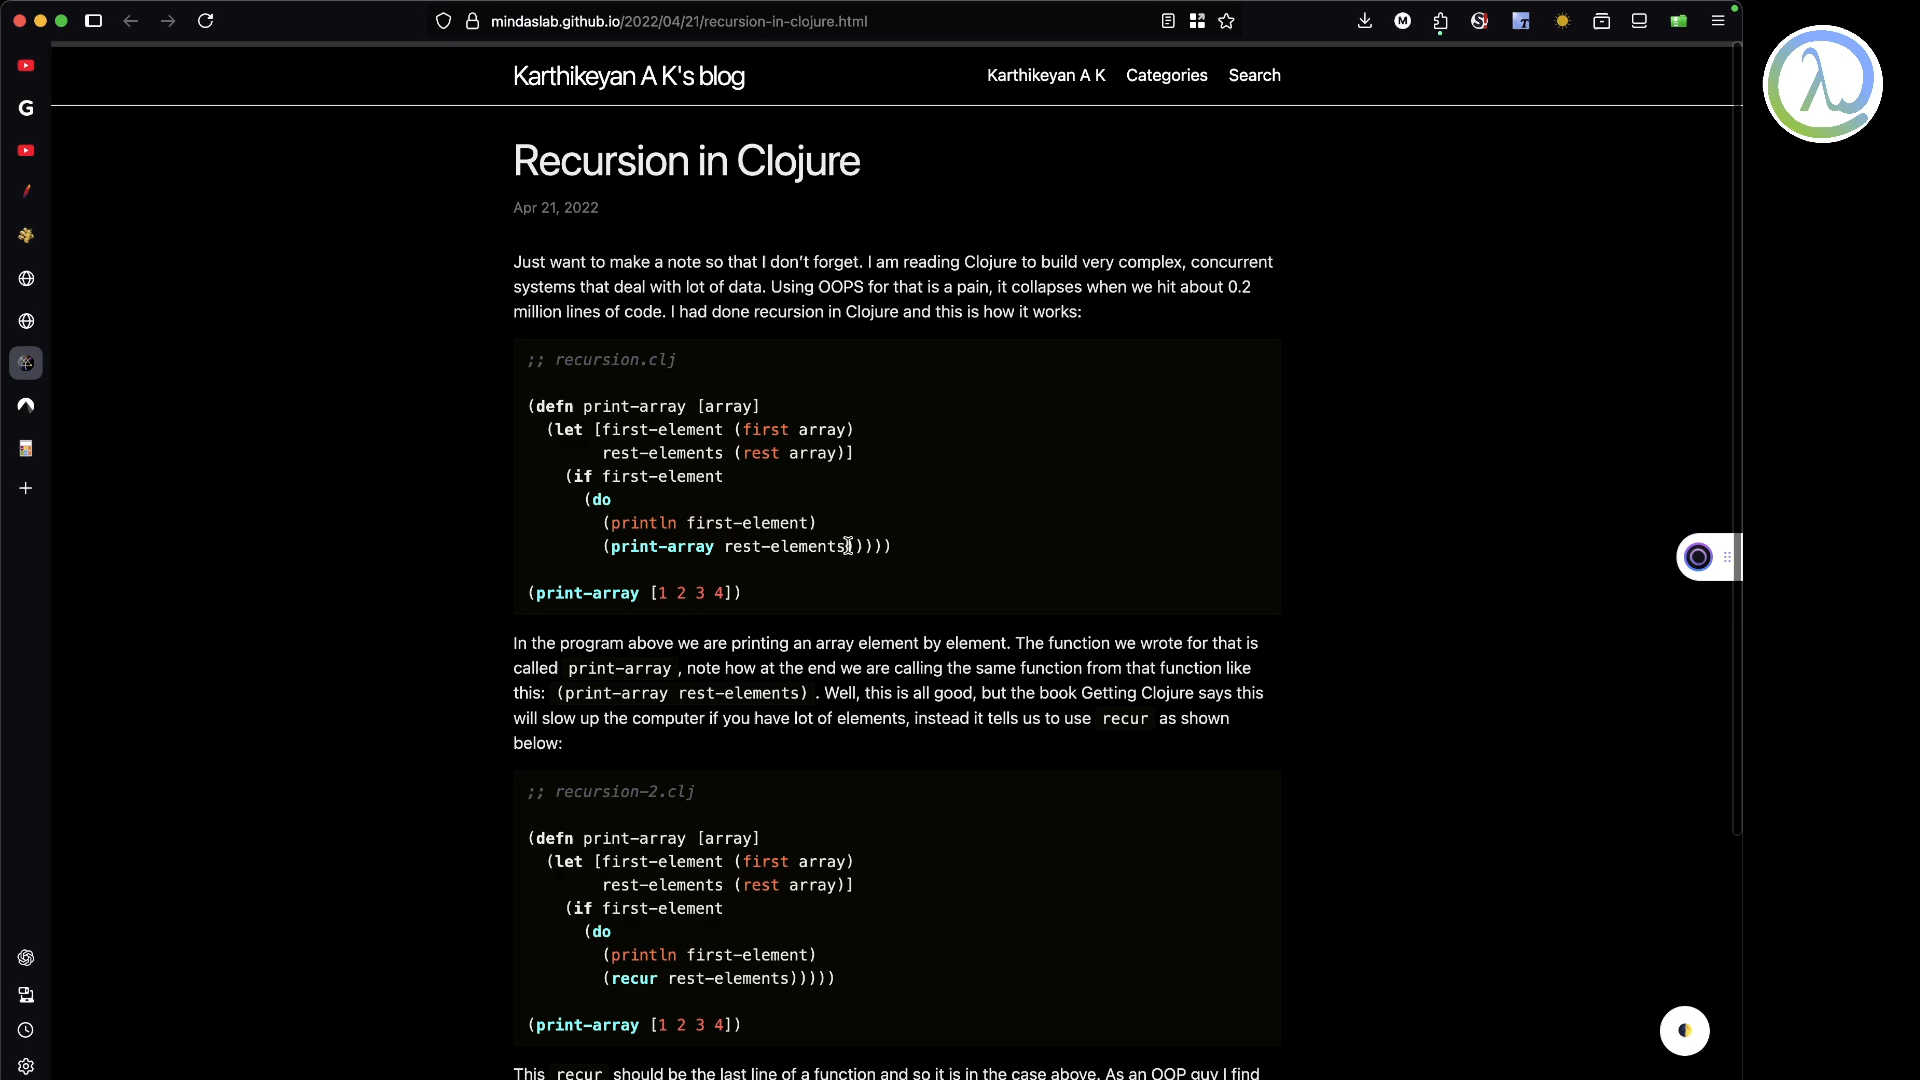 mindaslab.github.io/2022/04/21/recursion-in-clojure.html
Karthikeyan A K's blog
Karthikeyan A K Categories Search
Recursion in Clojure
Apr 21, 2022
Just want to make a note so that I don't forget. I am reading Clojure to build very complex, concurrent
systems that deal with lot of data. Using OOPS for that is a pain, it collapses when we hit about 0.2
million lines of code. I had done recursion in Clojure and this is how it works:
;; recursion.clj
(defn print-array [array]
(let [first-element (first array)
rest-elements (rest array)]
(if first-element
(do
(println first-element)
(print-array rest-elements)))))
(print-array [1 2 3 4])
In the program above we are printing an array element by element. The function we wrote for that is
called print-array , note how at the end we are calling the same function from that function like
this: (print-array rest-elements) . Well, this is all good, but the book Getting Clojure says this
will slow up the computer if you have lot of elements, instead it tells us to use recur as shown
below:
;; recursion-2.clj
(defn print-array [array]
(let [first-element (first array)
rest-elements (rest array)]
(if first-element
(do
(println first-element)
(recur rest-elements)))))
(print-array [1 2 3 4])
This recur should be the last line of a function and so it is in the case above. As an OOP guy I find